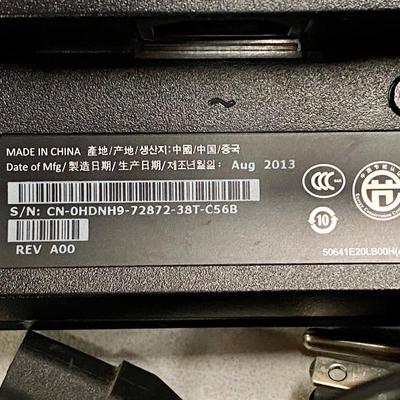 MADE IN CHINA 產地/产地/생산지:中國/中国/중국
Date of Mfg/製造日期/生产日期/제조년월일: Aug 2013
S/N: CN-0HDNH9-72872-38T-C56B
REV A00
10
50641E20LB00H(